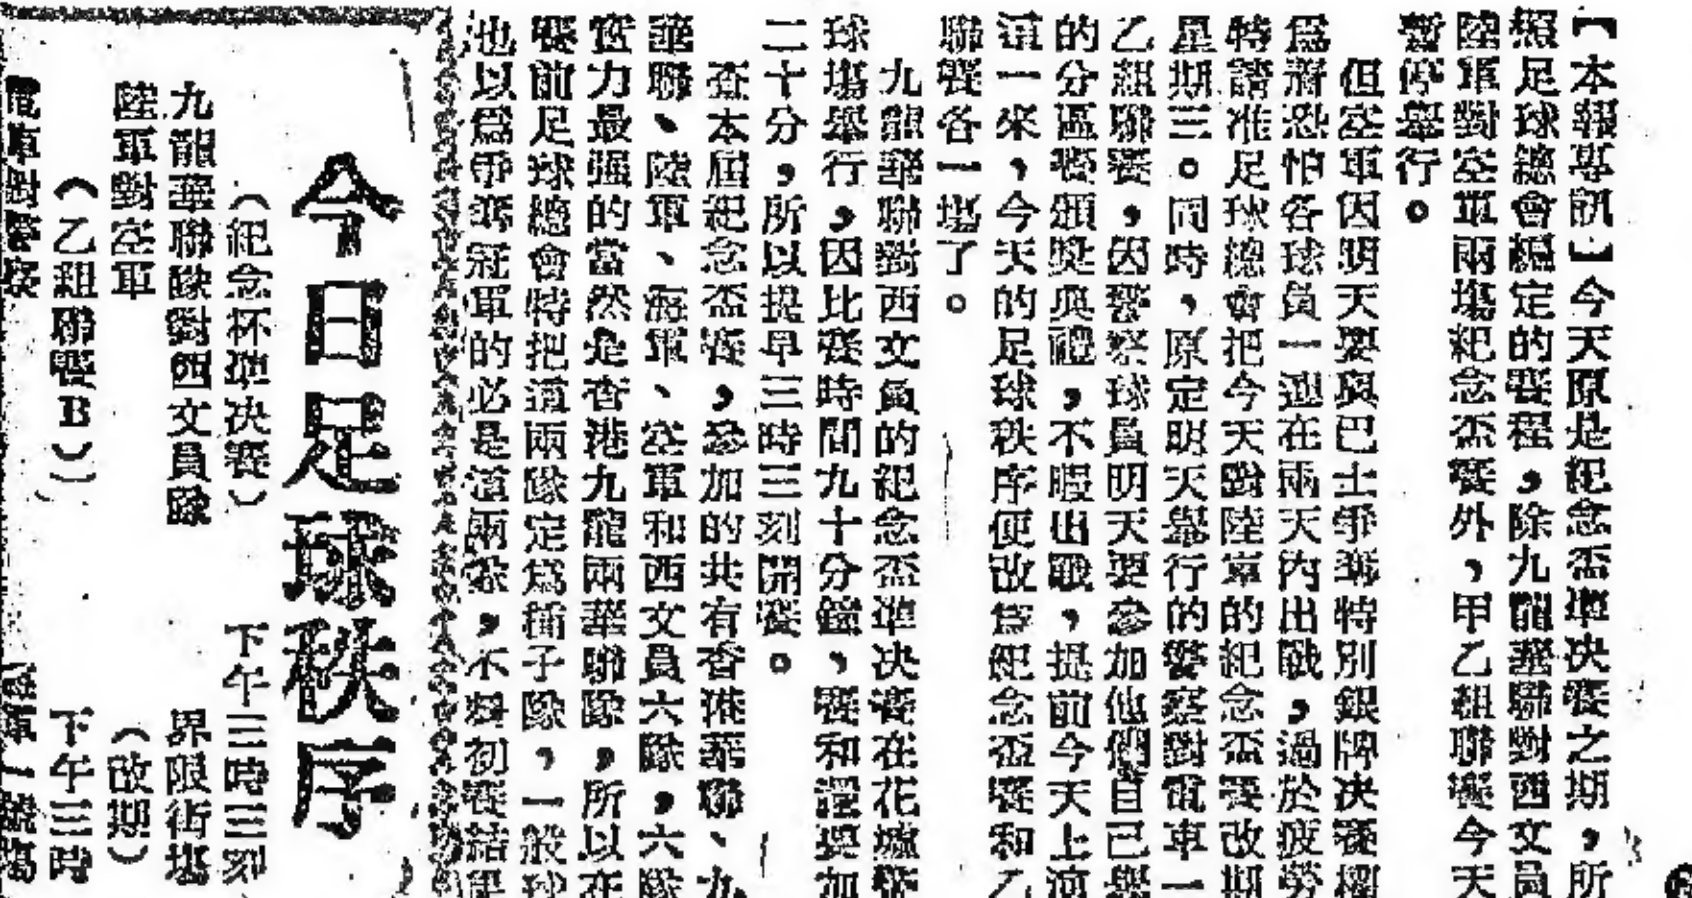 【本報專訊】今天原是紀念盃準决賽之期，所
照足球總會編定的賽程，除九龍華聯對西文員
陸軍對空軍兩塲紀念盃賽外，甲乙組聯賽今天
暫停舉行。
但空軍因明天要與巴士爭奪特別銀牌决賽權
爲着恐怕各球員一連在兩天內出戰，過於疲勞
特請准足球總會把今天對陸軍的紀念盃賽改期
星期三。同時，原定明天舉行的警察對電車一
乙組聯賽，因警察球員明天要參加他們自己舉
的分區賽頒獎典禮，不暇出戰，提前今天上演
這一來，今天的足球秩序便改爲紀念盃賽和乙
聯賽各一塲了。
九龍華聯對西文員的紀念盃準决賽在花墟警
球塲舉行，因比賽時間九十分鐘，賽和還要加
二十分，所以提早三時三刻開賽。
查本屆紀念盃賽，參加的共有香港華聯、九
華聯、陸軍、海軍、空軍和西文員六隊，六隊
實力最强的當然是香港九龍兩華聯隊，所以在
賽前足球總會特把這兩隊定爲種子隊，一般球
也以爲爭奪冠軍的必是這兩隊，不料初賽結果
今日足球秩序
（紀念杯準决賽）　下午三時三刻
九龍華聯隊對西文員隊　界限街塲
陸軍對空軍　（改期）
（乙組聯賽B）　下午三時
電車對警察　陸軍一號塲